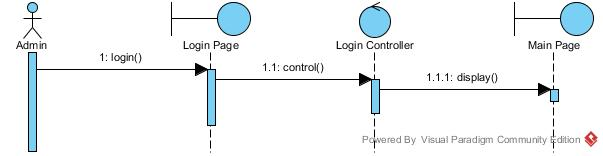 Admin
Login Page
Login Controller
Main Page
1: login()
1.1: control()
1.1.1: display()
Powered By Visual Paradigm Community Edition